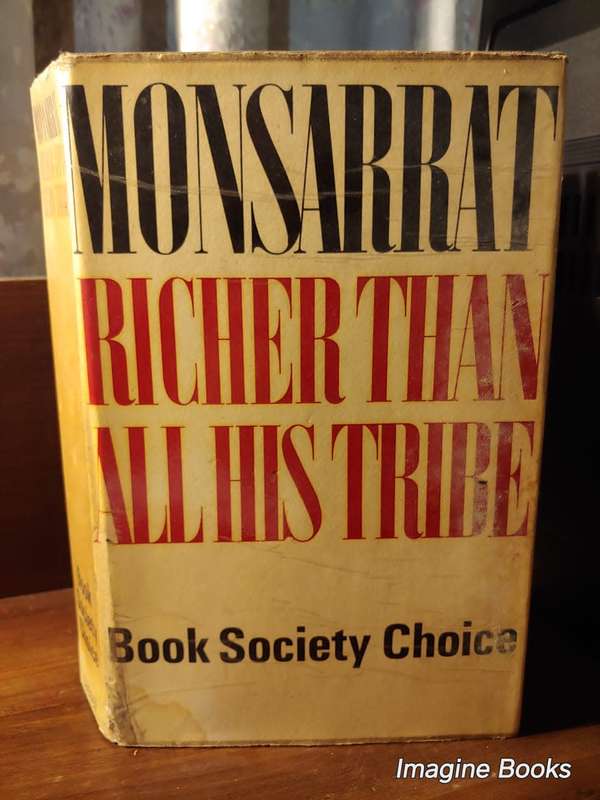 MONSARRAT
RICHER THAN
ALL HIS TRIBE
Book Society Choice
Imagine Books